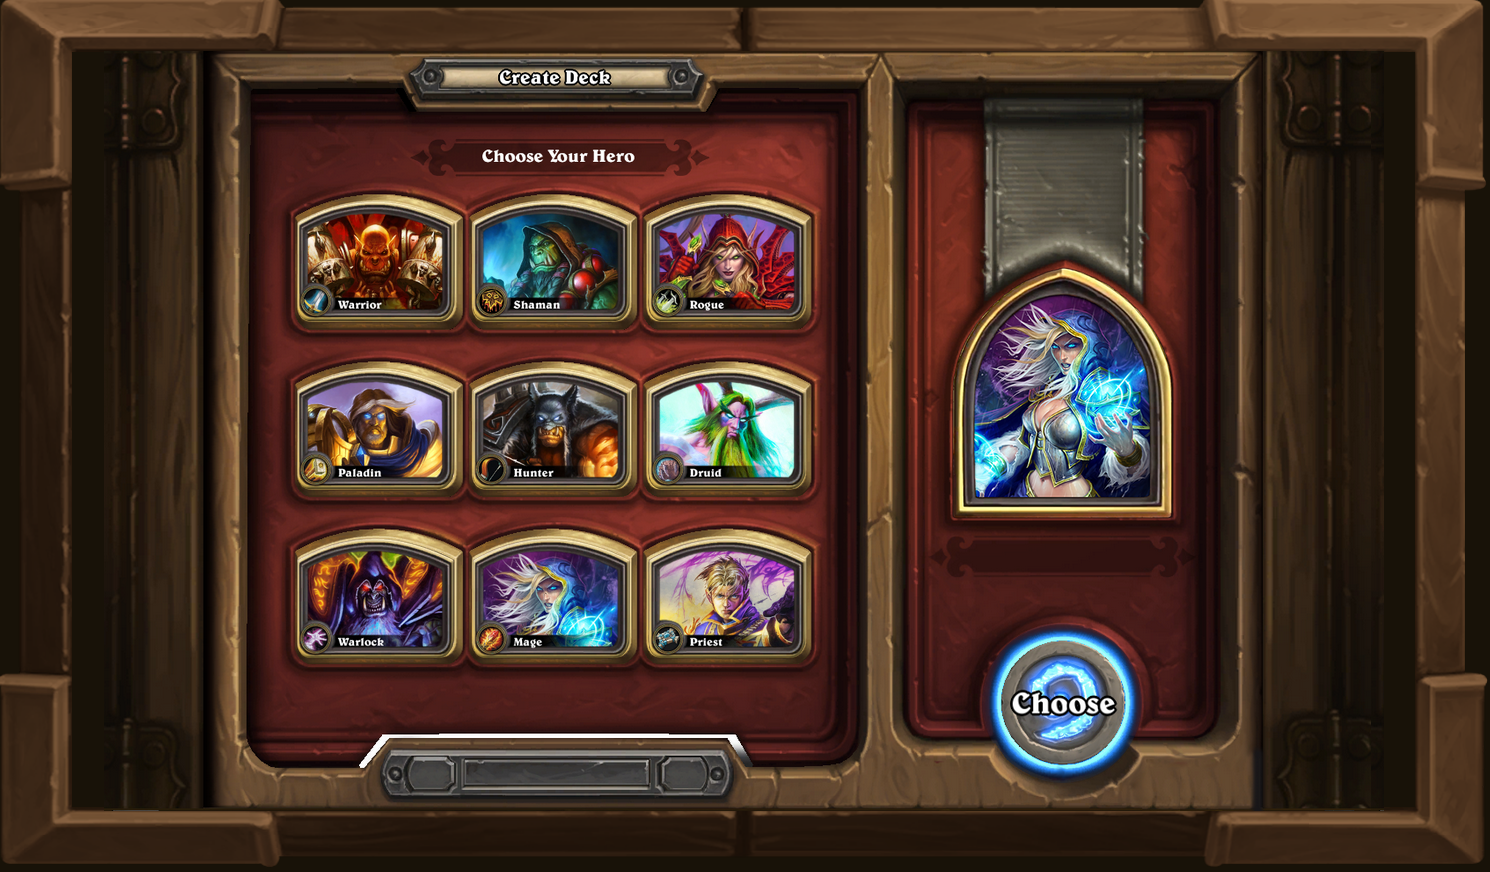 Create Deck
Choose Your Hero
Warrior
Shaman
Rogue
Paladin
Hunter
Druid
Warlock
Mage
Priest
Choose